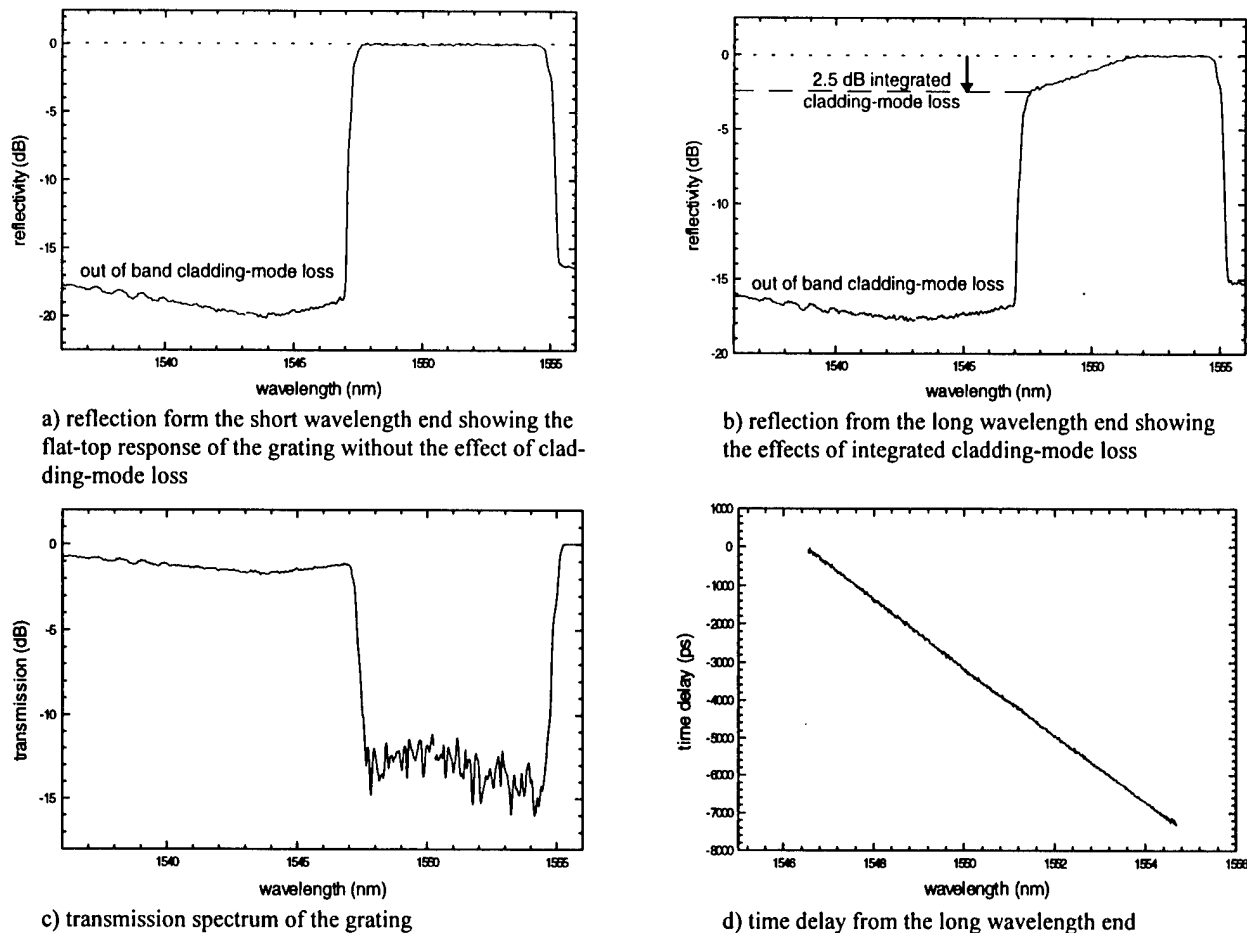 0
-5
-10
-15
-20
reflectivity (dB)
out of band cladding-mode loss
1540
1545
1550
1555
wavelength (nm)
a) reflection form the short wavelength end showing the
flat-top response of the grating without the effect of clad-
ding-mode loss
0
-5
-10
-15
-20
reflectivity (dB)
2.5 dB integrated
cladding-mode loss
out of band cladding-mode loss
1540
1545
1550
1555
wavelength (nm)
b) reflection from the long wavelength end showing
the effects of integrated cladding-mode loss
0
-5
-10
-15
transmission (dB)
1540
1545
1550
1555
wavelength (nm)
c) transmission spectrum of the grating
1000
0
-1000
-2000
-3000
-4000
-5000
-6000
-7000
-8000
time delay (ps)
1546
1548
1550
1552
1554
1556
wavelength (nm)
d) time delay from the long wavelength end